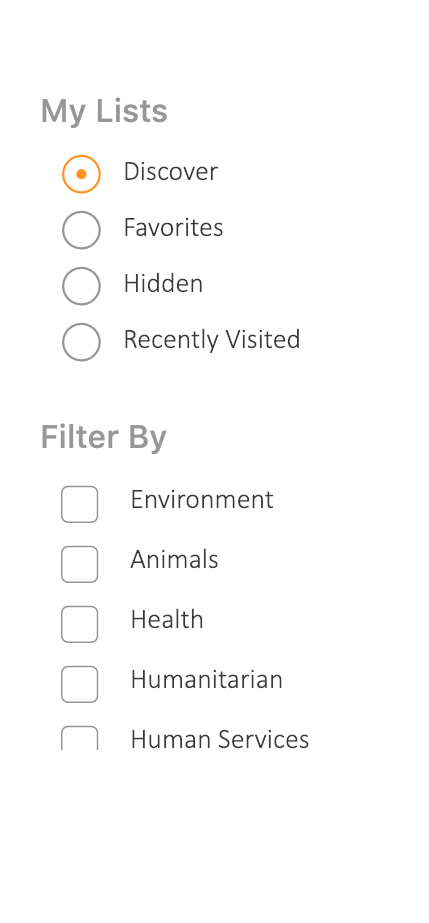 My Lists
Discover
Favorites
Hidden
Recently Visited
Filter By
Environment
Animals
Health
Humanitarian
Human Services